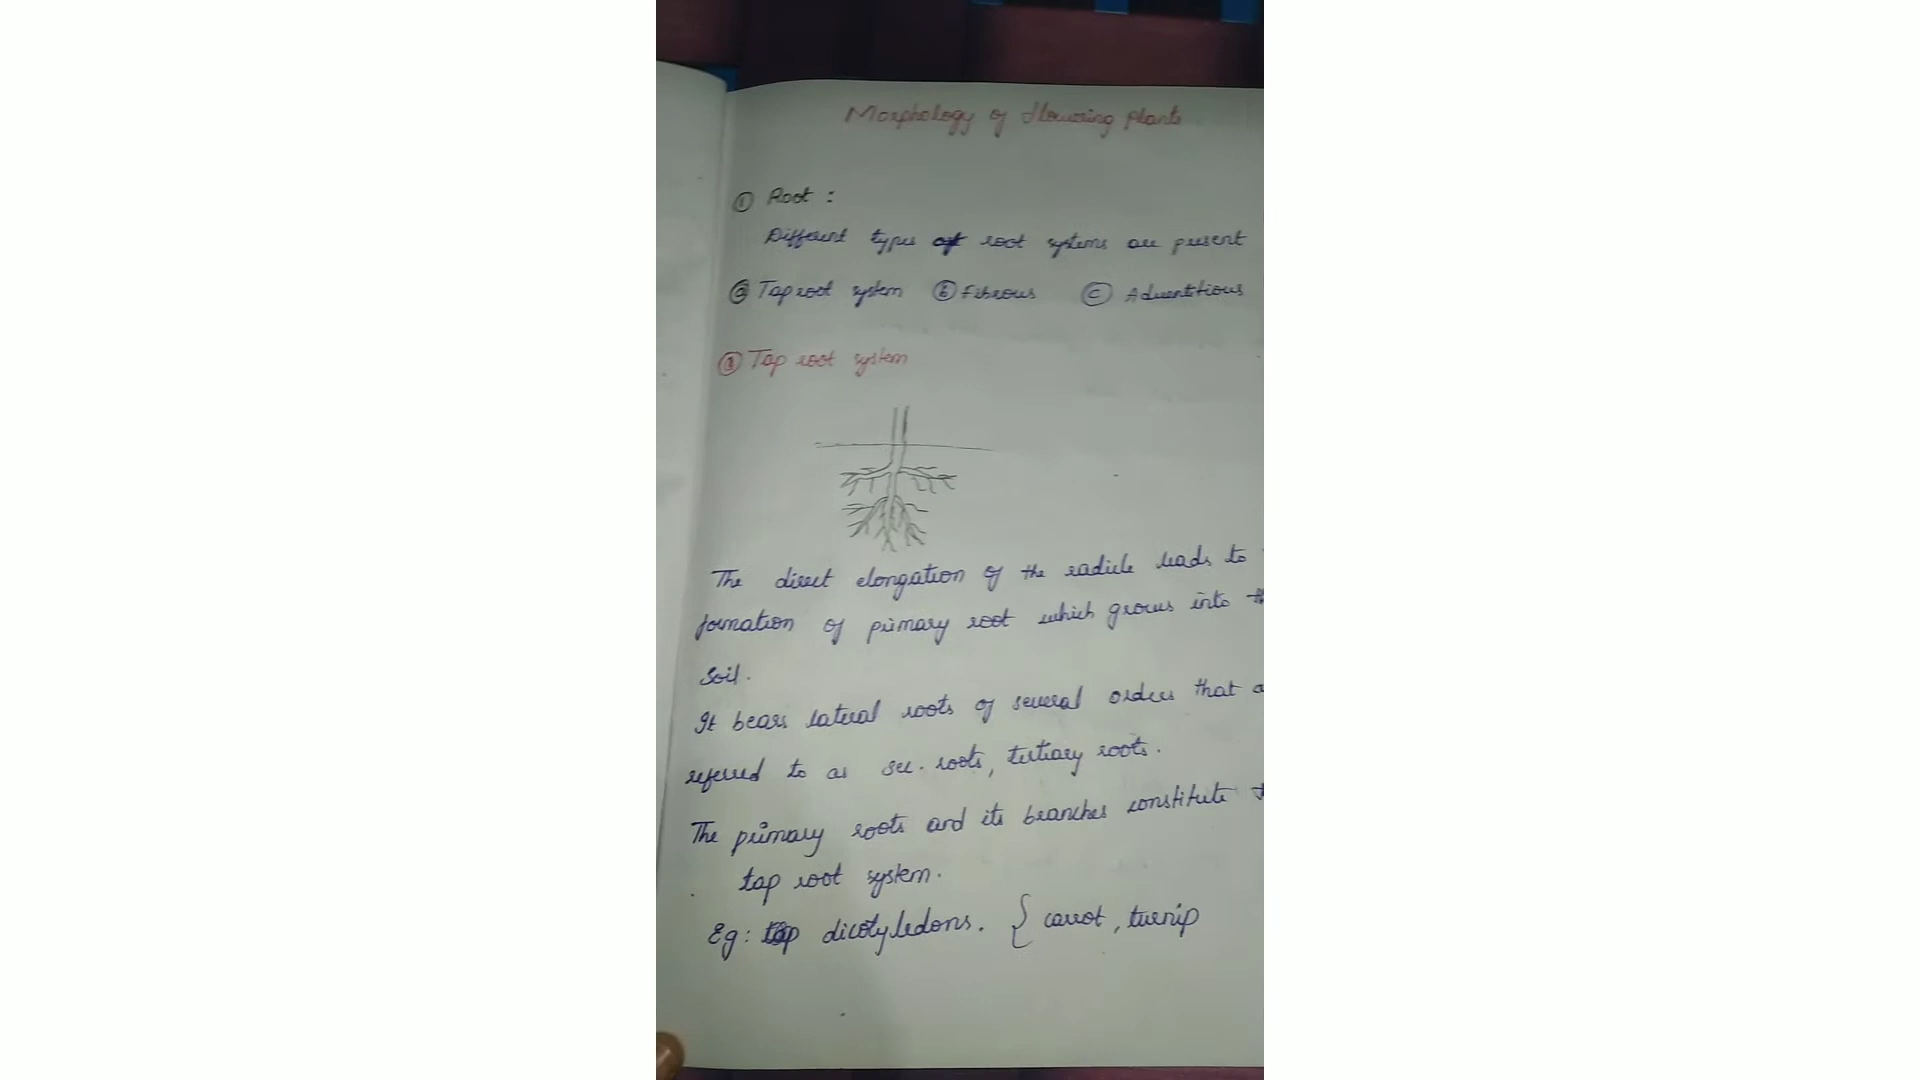 Morphology of flowering plants
① Root :
Different types of root systems are present
ⓐ Tap root system ⓑ Fibrous ⓒ Adventitious
ⓐ Tap root system
The direct elongation of the radicle leads to
formation of primary root which grows into
soil.
It bears lateral roots of several orders that
referred to as sec. roots, tertiary roots.
The primary roots and its branches constitute
tap root system.
Eg: dicotyledons. { carrot, turnip